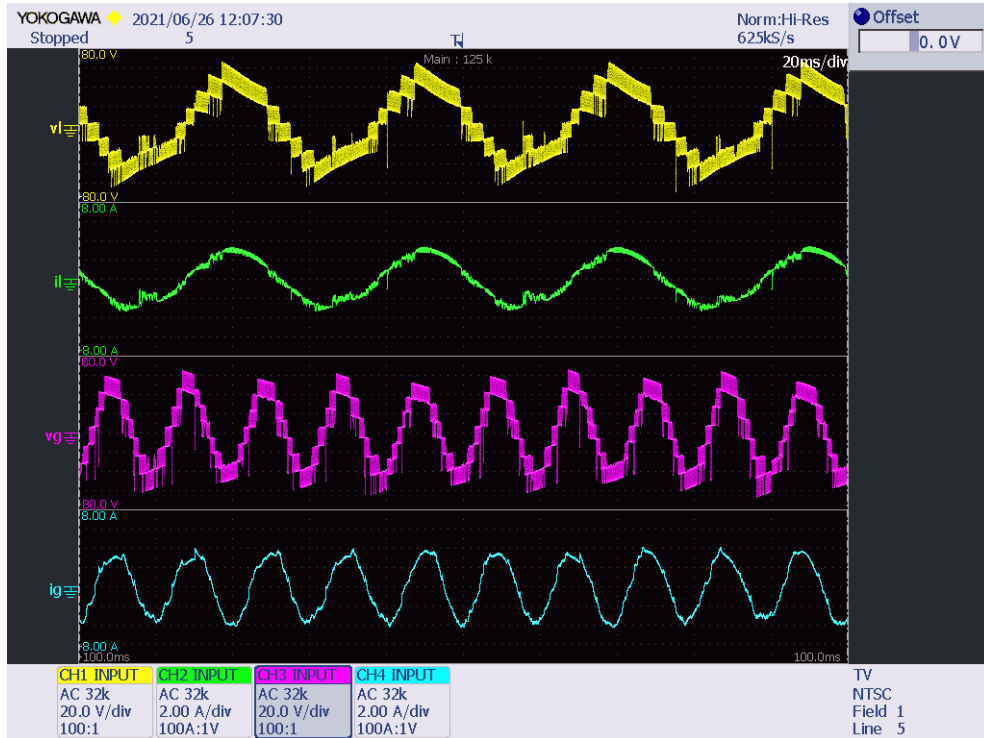 YOKOGAWA 2021/06/26 12:07:30
Norm:Hi-Res
Stopped 5
625kS/s
Offset
0.0V
80.0 V
Main : 125 k
20ms/div
vl
-80.0 V
8.00 A
il
-8.00 A
80.0 V
vg
-80.0 V
8.00 A
ig
-8.00 A
-100.0ms
100.0ms
CH1 INPUT
AC 32k
20.0 V/div
100:1
CH2 INPUT
AC 32k
2.00 A/div
100A:1V
CH3 INPUT
AC 32k
20.0 V/div
100:1
CH4 INPUT
AC 32k
2.00 A/div
100A:1V
TV
NTSC
Field 1
Line 5